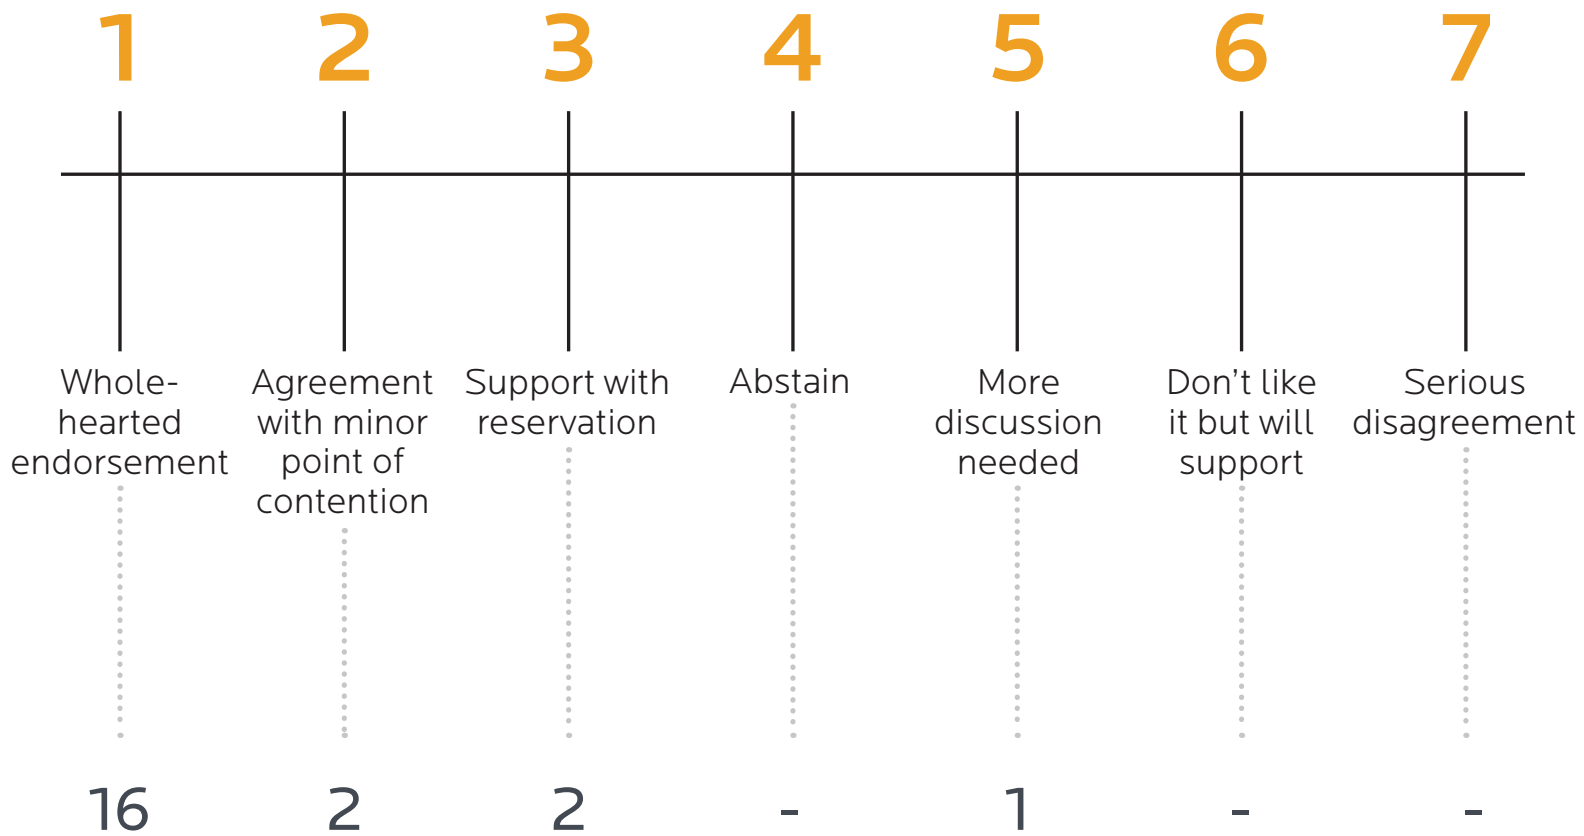 1 2 3 4 5 6 7
Whole-
hearted
endorsement
Agreement
with minor
point of
contention
Support with
reservation
Abstain
More
discussion
needed
Don’t like
it but will
support
Serious
disagreement
16 2 2 - 1 - -